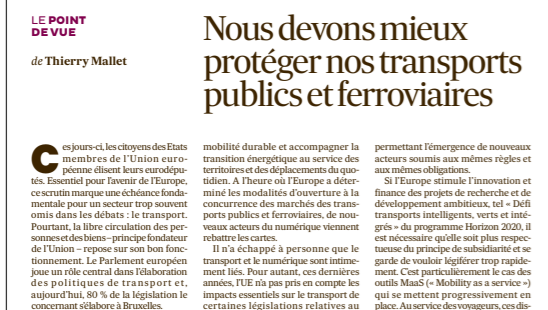 LE POINT
DE VUE
de Thierry Mallet
Nous devons mieux
protéger nos transports
publics et ferroviaires
Ces jours-ci, les citoyens des Etats
membres de l'Union euro-
péenne élisent leurs eurodépu-
tés. Essentiel pour l'avenir de l'Europe,
ce scrutin marque une échéance fonda-
mentale pour un secteur trop souvent
omis dans les débats : le transport.
Pourtant, la libre circulation des per-
sonnes et des biens – principe fondateur
de l'Union – repose sur son bon fonc-
tionnement. Le Parlement européen
joue un rôle central dans l'élaboration
des politiques de transport et,
aujourd'hui, 80 % de la législation le
concernant s'élabore à Bruxelles.
mobilité durable et accompagner la
transition énergétique au service des
territoires et des déplacements du quo-
tidien. A l'heure où l'Europe a déter-
miné les modalités d'ouverture à la
concurrence des marchés des trans-
ports publics et ferroviaires, de nou-
veaux acteurs du numérique viennent
rebattre les cartes.
Il n'a échappé à personne que le
transport et le numérique sont intime-
ment liés. Pour autant, ces dernières
années, l'UE n'a pas pris en compte les
impacts essentiels sur le transport de
certaines législations relatives au
permettant l'émergence de nouveaux
acteurs soumis aux mêmes règles et
aux mêmes obligations.
Si l'Europe stimule l'innovation et
finance des projets de recherche et de
développement ambitieux, tel « Défi
transports intelligents, verts et inté-
grés » du programme Horizon 2020, il
est nécessaire qu'elle soit plus respec-
tueuse du principe de subsidiarité et se
garde de vouloir légiférer trop rapide-
ment. C'est particulièrement le cas des
outils MaaS (« Mobility as a service »)
qui se mettent progressivement en
place. Au service des voyageurs, ces dis-